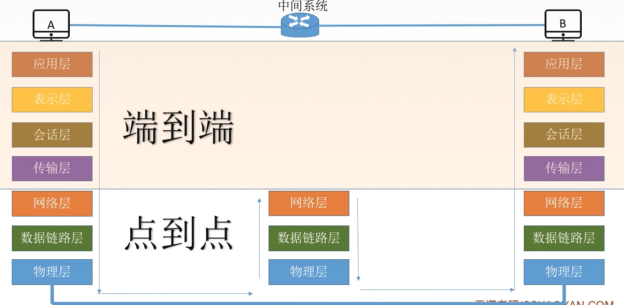 中间系统
A
B
应用层
应用层
表示层
表示层
会话层
会话层
端到端
传输层
传输层
网络层
网络层
网络层
数据链路层
点到点
数据链路层
数据链路层
物理层
物理层
物理层